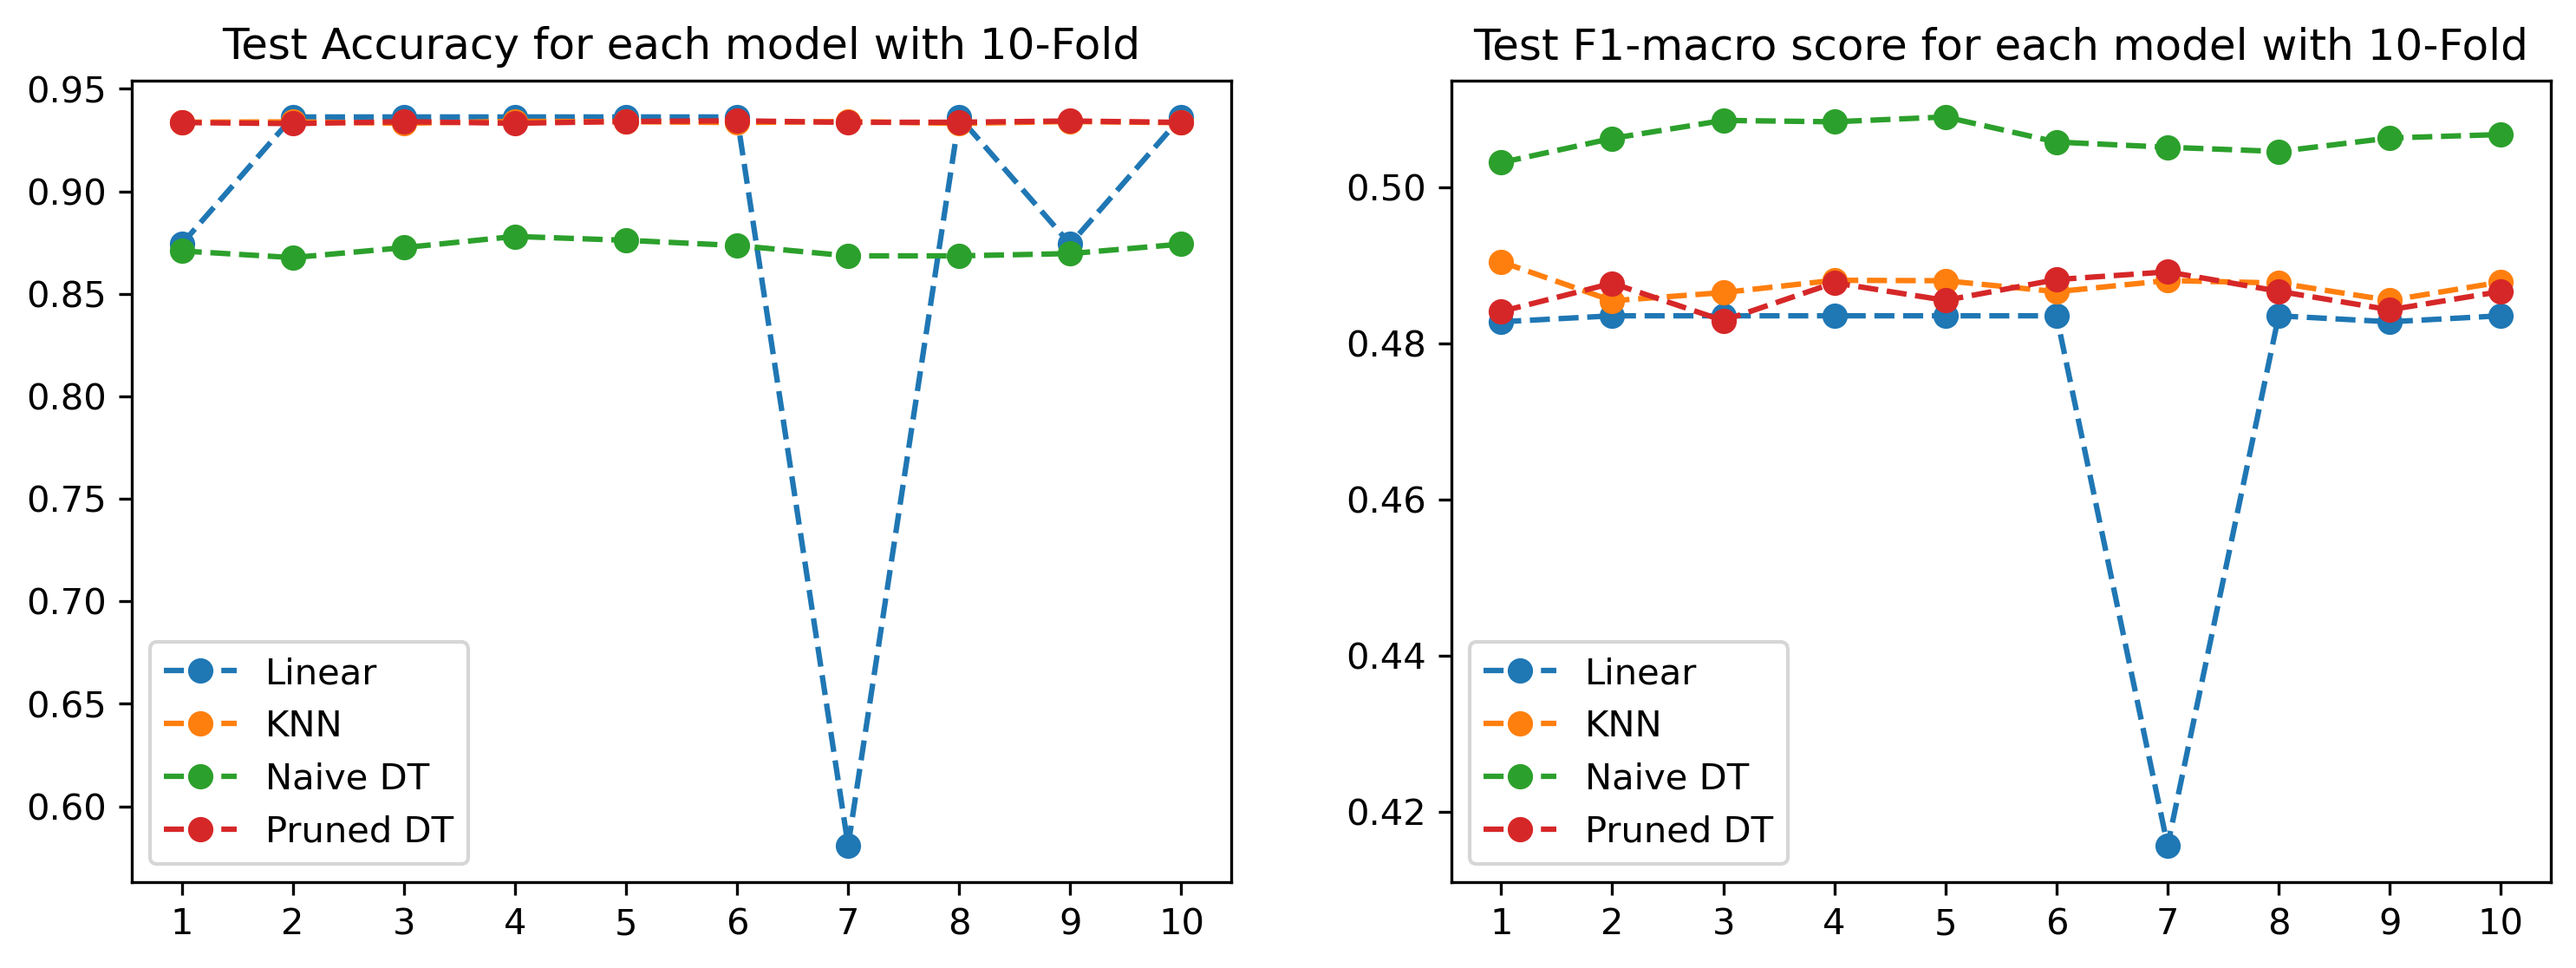 Test Accuracy for each model with 10-Fold
0.95
0.90
0.85
0.80
0.75
0.70
0.65
0.60
Linear
KNN
Naive DT
Pruned DT
1 2 3 4 5 6 7 8 9 10
Test F1-macro score for each model with 10-Fold
0.50
0.48
0.46
0.44
0.42
Linear
KNN
Naive DT
Pruned DT
1 2 3 4 5 6 7 8 9 10